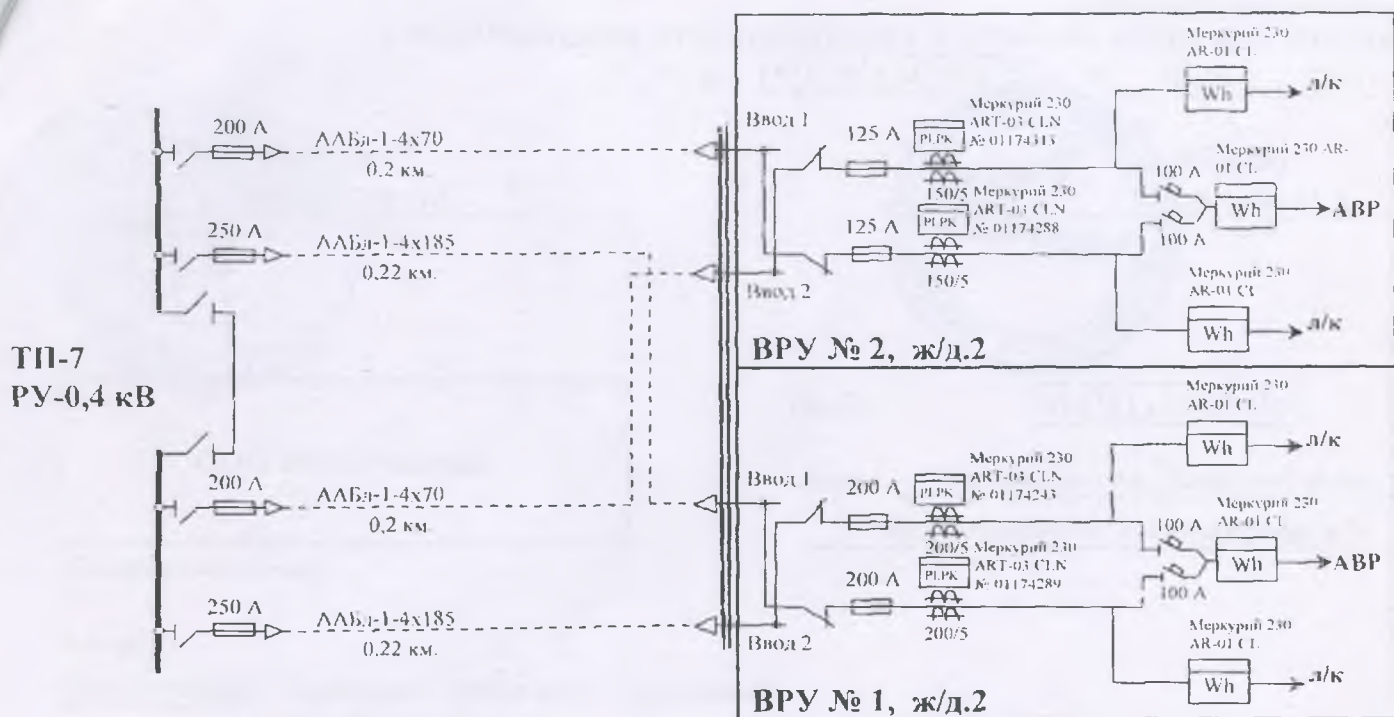 ТП-7
РУ-0,4 кВ
200 А
ААБл-1-4х70
0,2 км.
250 А
ААБл-1-4х185
0,22 км.
200 А
ААБл-1-4х70
0,2 км.
250 А
ААБл-1-4х185
0,22 км.
Ввод 1
125 А
Меркурий 230
ART-03 CLN
№ 01174313
150/5
Меркурий 230
ART-03 CLN
№ 01174288
125 А
150/5
Ввод 2
Меркурий 230
AR-01 CL
Wh
л/к
Меркурий 230 AR-
01 CL
100 А
Wh
АВР
100 А
Меркурий 230
AR-01 CL
Wh
л/к
ВРУ № 2, ж/д.2
Ввод 1
200 А
Меркурий 230
ART-03 CLN
№ 01174243
200/5
Меркурий 230
ART-03 CLN
№ 01174289
200 А
200/5
Ввод 2
Меркурий 230
AR-01 CL
Wh
л/к
Меркурий 230
AR-01 CL
100 А
Wh
АВР
100 А
Меркурий 230
AR-01 CL
Wh
л/к
ВРУ № 1, ж/д.2